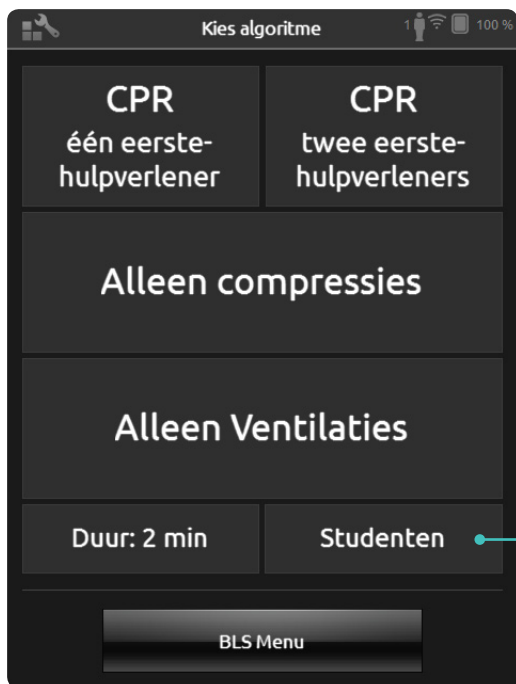 Kies algoritme
1
100 %
CPR
één eerste-
hulpverlener
CPR
twee eerste-
hulpverleners
Alleen compressies
Alleen Ventilaties
Duur: 2 min
Studenten
BLS Menu